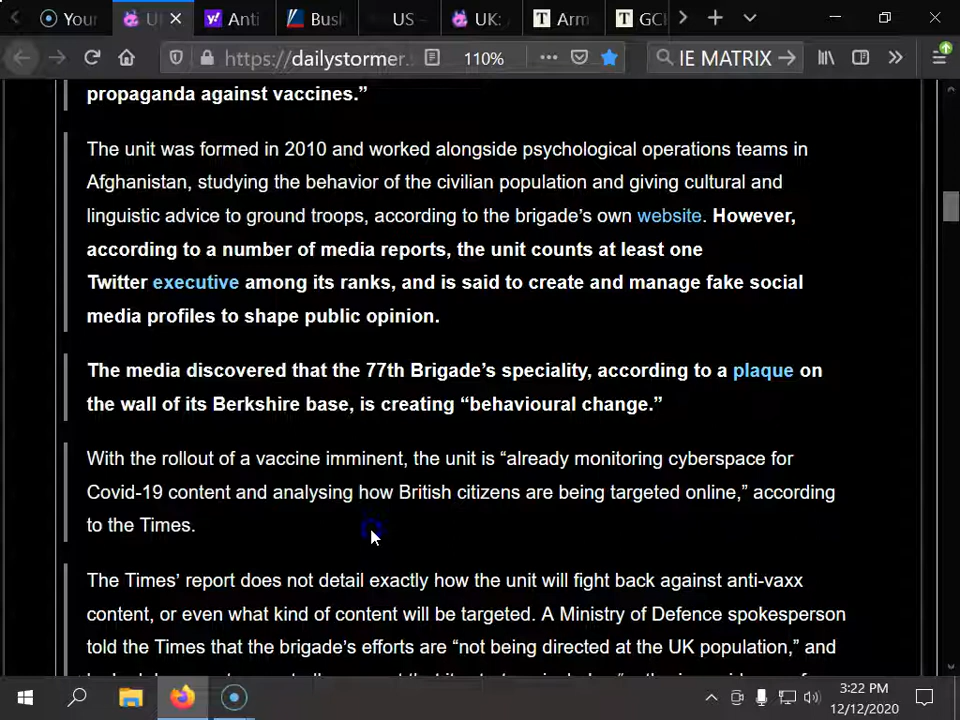 You
UI
Anti
Bush
US -
UK:
T Arm
T GCI
https://dailystormer.
110%
IE MATRIX
propaganda against vaccines.”
The unit was formed in 2010 and worked alongside psychological operations teams in
Afghanistan, studying the behavior of the civilian population and giving cultural and
linguistic advice to ground troops, according to the brigade’s own website. However,
according to a number of media reports, the unit counts at least one
Twitter executive among its ranks, and is said to create and manage fake social
media profiles to shape public opinion.
The media discovered that the 77th Brigade’s speciality, according to a plaque on
the wall of its Berkshire base, is creating “behavioural change.”
With the rollout of a vaccine imminent, the unit is “already monitoring cyberspace for
Covid-19 content and analysing how British citizens are being targeted online,” according
to the Times.
The Times’ report does not detail exactly how the unit will fight back against anti-vaxx
content, or even what kind of content will be targeted. A Ministry of Defence spokesperson
told the Times that the brigade’s efforts are “not being directed at the UK population,” and
3:22 PM
12/12/2020